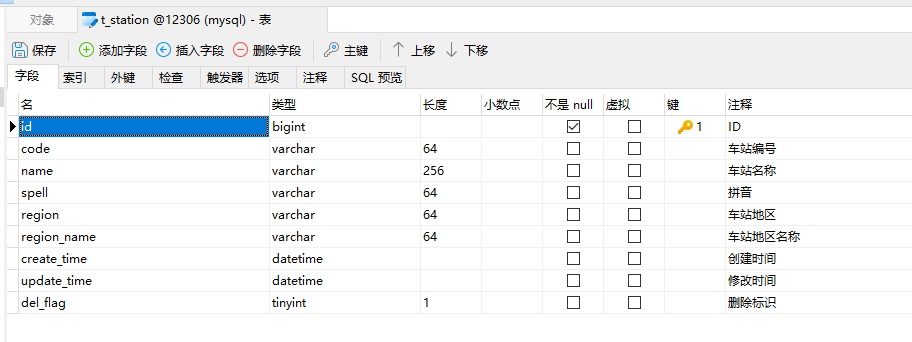 对象 t_station @12306 (mysql) - 表
保存 添加字段 插入字段 删除字段 主键 上移 下移
字段 索引 外键 检查 触发器 选项 注释 SQL 预览
名 类型 长度 小数点 不是 null 虚拟 键 注释
id bigint 1 ID
code varchar 64 车站编号
name varchar 256 车站名称
spell varchar 64 拼音
region varchar 64 车站地区
region_name varchar 64 车站地区名称
create_time datetime 创建时间
update_time datetime 修改时间
del_flag tinyint 1 删除标识